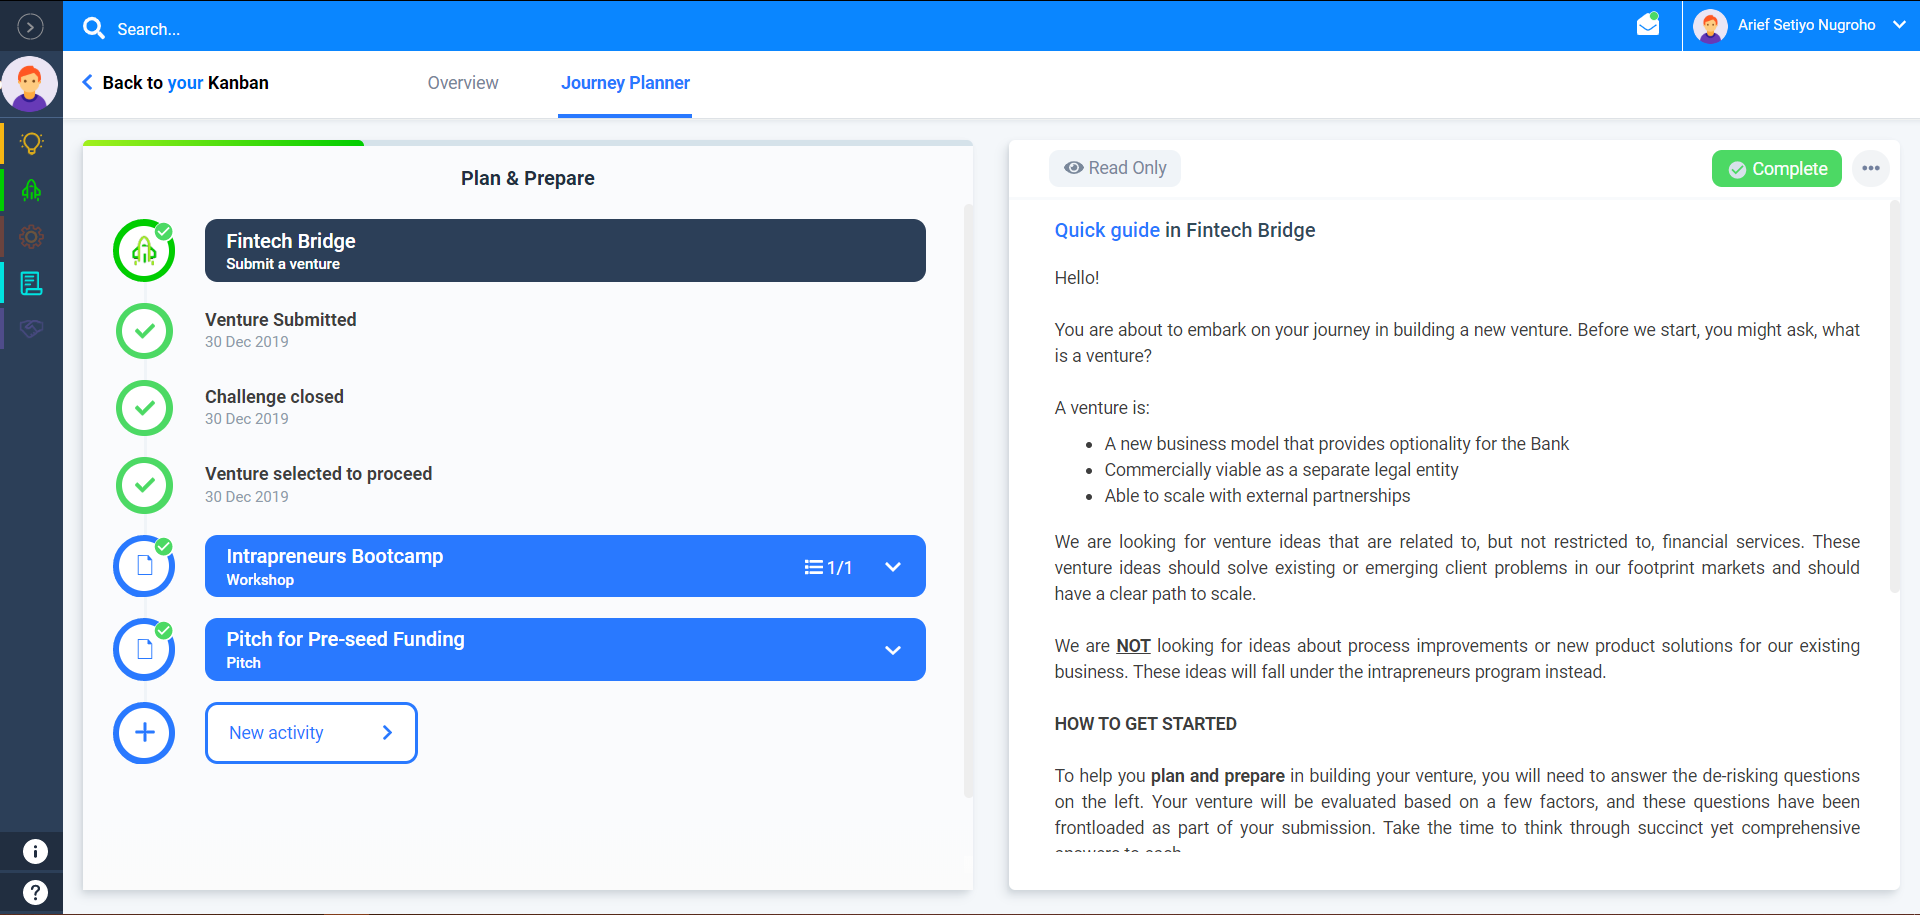 Search...
Arief Setiyo Nugroho
Back to your Kanban
Overview
Journey Planner
Plan & Prepare
Fintech Bridge
Submit a venture
Venture Submitted
30 Dec 2019
Challenge closed
30 Dec 2019
Venture selected to proceed
30 Dec 2019
Intrapreneurs Bootcamp
Workshop
1/1
Pitch for Pre-seed Funding
Pitch
New activity
Read Only
Complete
Quick guide in Fintech Bridge
Hello!
You are about to embark on your journey in building a new venture. Before we start, you might ask, what
is a venture?
A venture is:
• A new business model that provides optionality for the Bank
• Commercially viable as a separate legal entity
• Able to scale with external partnerships
We are looking for venture ideas that are related to, but not restricted to, financial services. These
venture ideas should solve existing or emerging client problems in our footprint markets and should
have a clear path to scale.
We are NOT looking for ideas about process improvements or new product solutions for our existing
business. These ideas will fall under the intrapreneurs program instead.
HOW TO GET STARTED
To help you plan and prepare in building your venture, you will need to answer the de-risking questions
on the left. Your venture will be evaluated based on a few factors, and these questions have been
frontloaded as part of your submission. Take the time to think through succinct yet comprehensive
answers to each